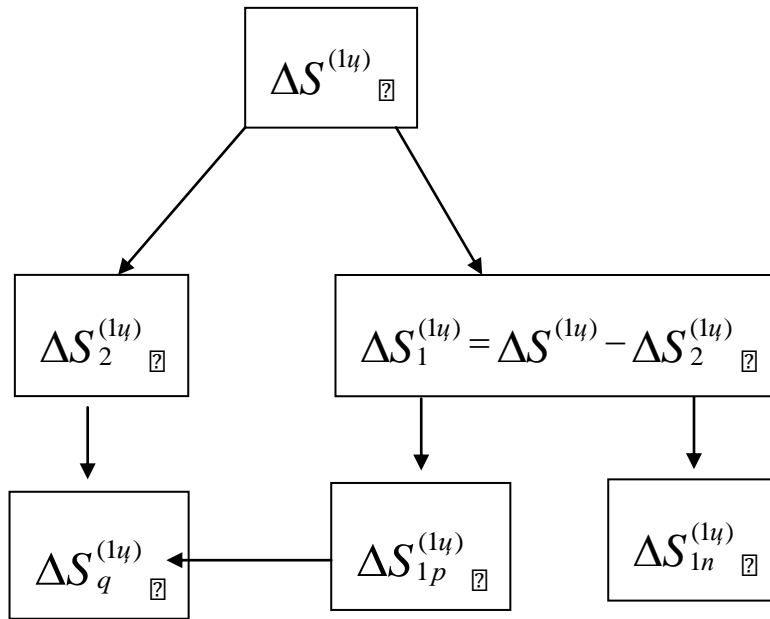 ΔS^(1ц)
ΔS_2^(1ц)
ΔS_1^(1ц) = ΔS^(1ц) − ΔS_2^(1ц)
ΔS_q^(1ц)
ΔS_1p^(1ц)
ΔS_1n^(1ц)